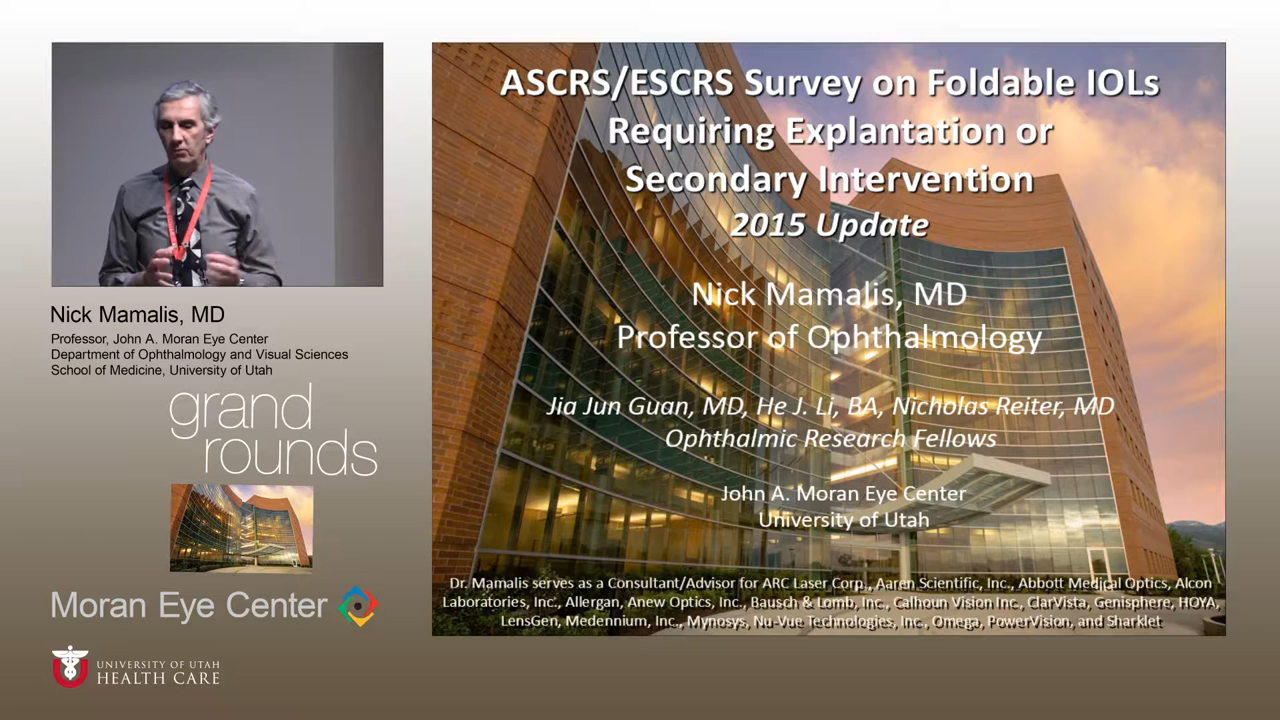 Nick Mamalis, MD
Professor, John A. Moran Eye Center
Department of Ophthalmology and Visual Sciences
School of Medicine, University of Utah
grand
rounds
Moran Eye Center
UNIVERSITY OF UTAH
HEALTH CARE
ASCRS/ESCRS Survey on Foldable IOLs
Requiring Explantation or
Secondary Intervention
2015 Update
Nick Mamalis, MD
Professor of Ophthalmology
Jia Jun Guan, MD, He J. Li, BA, Nicholas Reiter, MD
Ophthalmic Research Fellows
John A. Moran Eye Center
University of Utah
Dr. Mamalis serves as a Consultant/Advisor for ARC Laser Corp., Aaren Scientific, Inc., Abbott Medical Optics, Alcon
Laboratories, Inc., Allergan, Anew Optics, Inc., Bausch & Lomb, Inc., Calhoun Vision Inc., ClarVista, Genisphere, HOYA,
LensGen, Medennium, Inc., Mynosys, Nu-Vue Technologies, Inc., Omega, PowerVision, and Sharklet